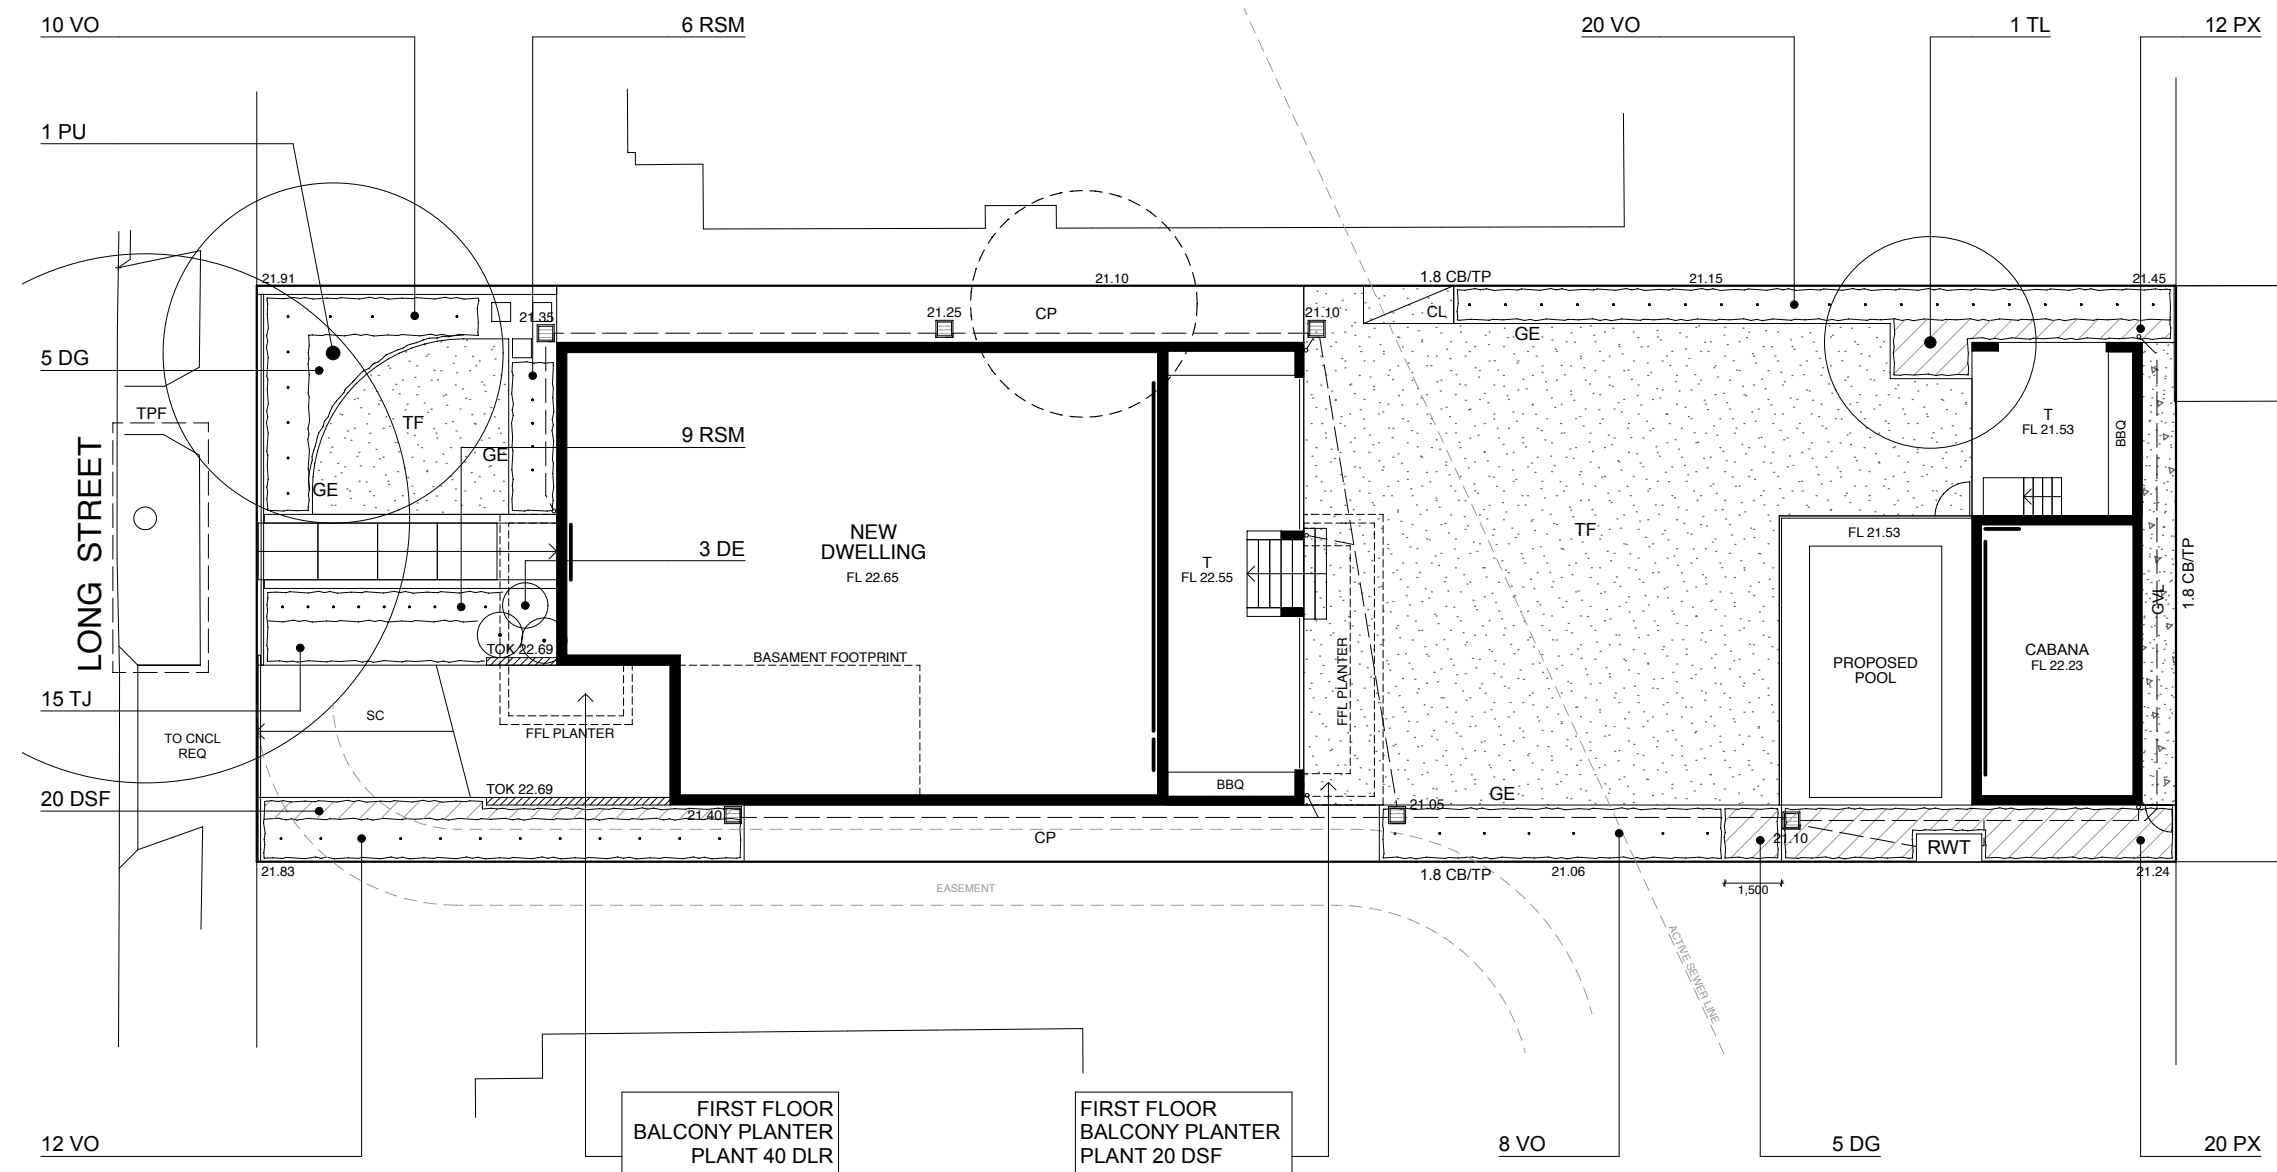 10 VO
6 RSM
20 VO
1 TL
12 PX
1 PU
5 DG
9 RSM
3 DE
15 TJ
20 DSF
12 VO
8 VO
5 DG
20 PX
LONG STREET
TPF
TO CNCL
REQ
21.91
21.35
21.25
21.10
21.10
1.8 CB/TP
21.15
21.45
CP
CL
GE
TF
GE
GE
NEW
DWELLING
FL 22.65
T
FL 22.55
TF
T
FL 21.53
BBQ
FL 21.53
GVL
1.8 CB/TP
PROPOSED
POOL
CABANA
FL 22.23
TOK 22.69
BASAMENT FOOTPRINT
SC
FFL PLANTER
FFL PLANTER
TOK 22.69
BBQ
GE
21.40
CP
21.05
21.10
RWT
21.83
EASEMENT
1.8 CB/TP
21.06
1,500
21.24
ACTIVE SEWER LINE
FIRST FLOOR
BALCONY PLANTER
PLANT 40 DLR
FIRST FLOOR
BALCONY PLANTER
PLANT 20 DSF